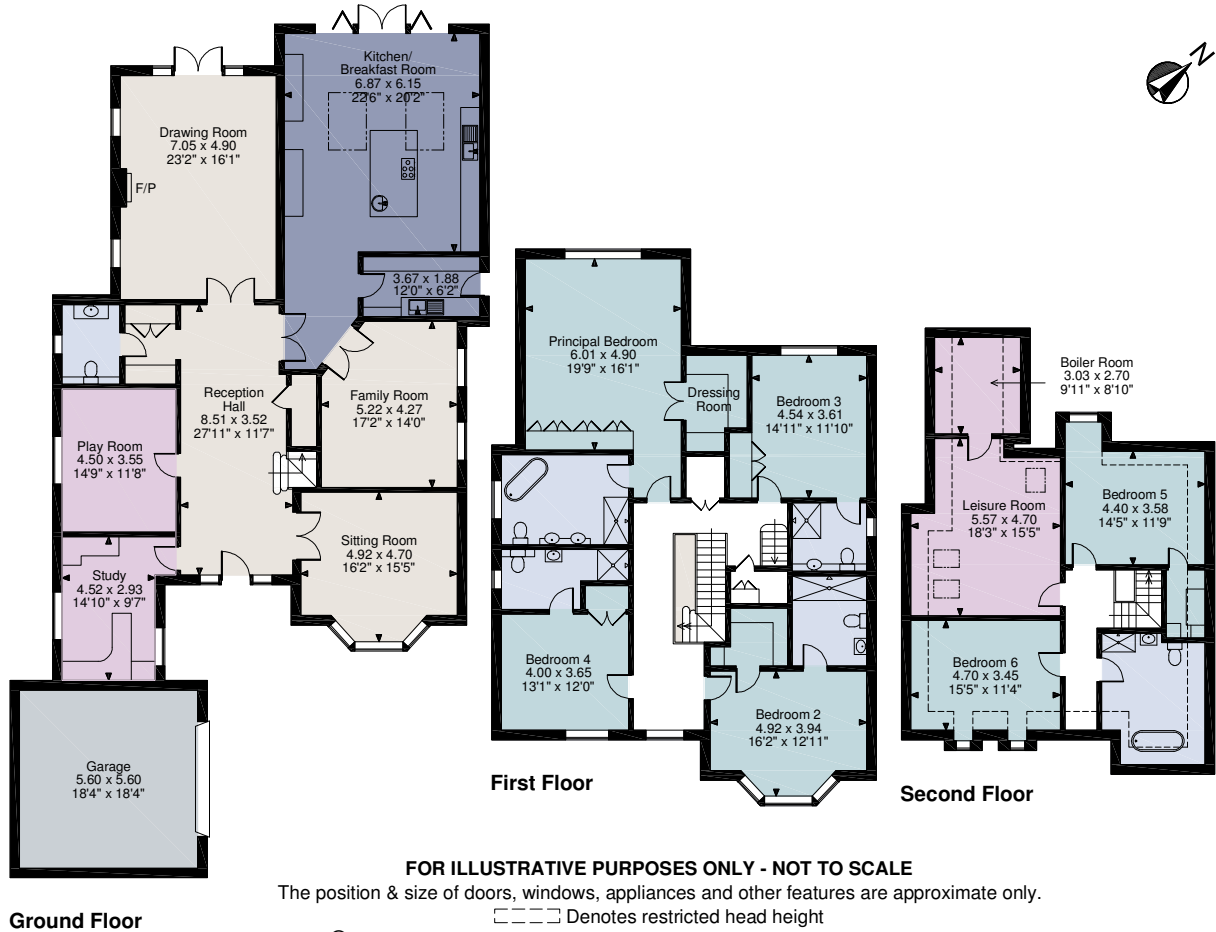 N
Kitchen/
Breakfast Room
6.87 x 6.15
22'6" x 20'2"
Drawing Room
7.05 x 4.90
23'2" x 16'1"
F/P
3.67 x 1.88
12'0" x 6'2"
Reception
Hall
8.51 x 3.52
27'11" x 11'7"
Family Room
5.22 x 4.27
17'2" x 14'0"
Play Room
4.50 x 3.55
14'9" x 11'8"
Sitting Room
4.92 x 4.70
16'2" x 15'5"
Study
4.52 x 2.93
14'10" x 9'7"
Garage
5.60 x 5.60
18'4" x 18'4"
Ground Floor
Principal Bedroom
6.01 x 4.90
19'9" x 16'1"
Dressing
Room
Bedroom 3
4.54 x 3.61
14'11" x 11'10"
Bedroom 4
4.00 x 3.65
13'1" x 12'0"
Bedroom 2
4.92 x 3.94
16'2" x 12'11"
First Floor
Boiler Room
3.03 x 2.70
9'11" x 8'10"
Leisure Room
5.57 x 4.70
18'3" x 15'5"
Bedroom 5
4.40 x 3.58
14'5" x 11'9"
Bedroom 6
4.70 x 3.45
15'5" x 11'4"
Second Floor
FOR ILLUSTRATIVE PURPOSES ONLY - NOT TO SCALE
The position & size of doors, windows, appliances and other features are approximate only.
Denotes restricted head height